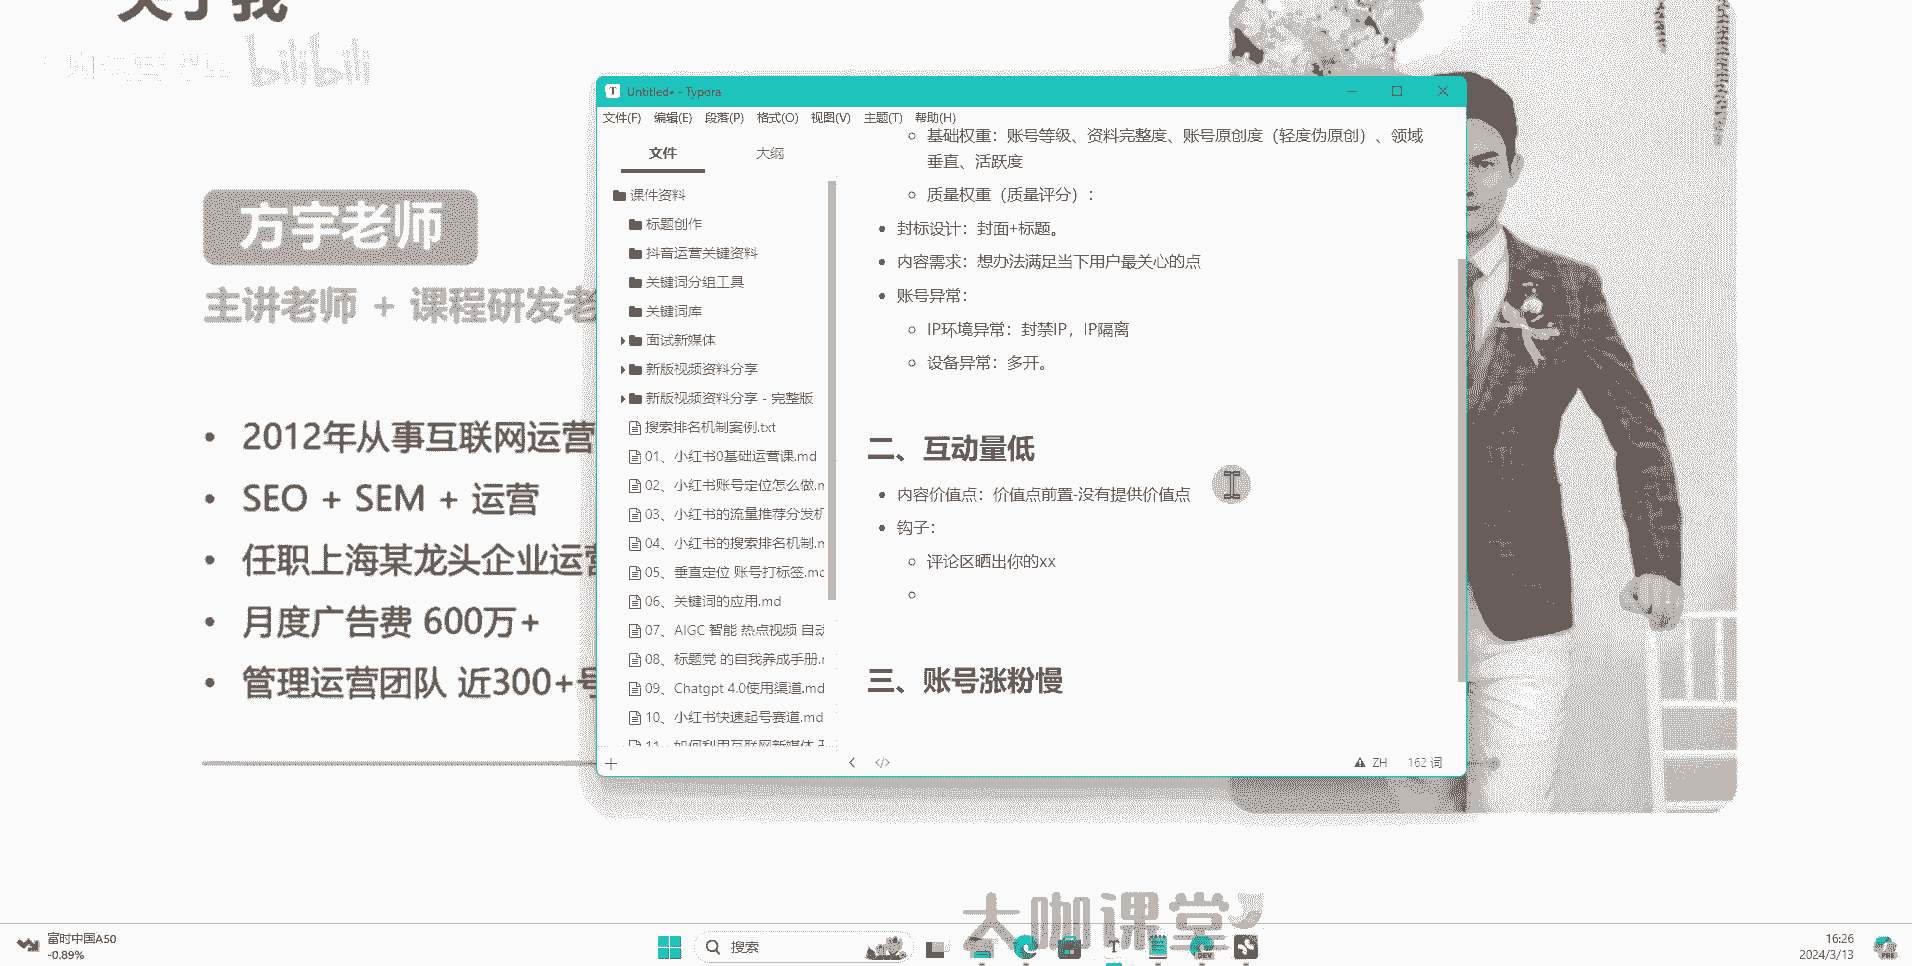 关于我
bilibili
方宇老师
主讲老师 + 课程研发老
2012年从事互联网运营
SEO + SEM + 运营
任职上海某龙头企业运营
月度广告费 600万+
管理运营团队 近300+号
Untitled• - Typora
文件(F) 编辑(E) 段落(P) 格式(O) 视图(V) 主题(T) 帮助(H)
文件 大纲
课件资料
标题创作
抖音运营关键资料
关键词分组工具
关键词库
面试新媒体
新版视频资料分享
新版视频资料分享 - 完整版
搜索排名机制案例.txt
01、小红书0基础运营课.md
02、小红书账号定位怎么做.m
03、小红书的流量推荐分发机
04、小红书的搜索排名机制.m
05、垂直定位 账号打标签.mc
06、关键词的应用.md
07、AIGC 智能 热点视频 自动
08、标题党 的自我养成手册.r
09、Chatgpt 4.0使用渠道.md
10、小红书快速起号赛道.md
11、如何利用互联网新媒体
基础权重：账号等级、资料完整度、账号原创度（轻度伪原创）、领域
垂直、活跃度
质量权重（质量评分）：
封标设计：封面+标题。
内容需求：想办法满足当下用户最关心的点
账号异常：
IP环境异常：封禁IP，IP隔离
设备异常：多开。
二、互动量低
内容价值点：价值点前置-没有提供价值点
钩子：
评论区晒出你的xx
三、账号涨粉慢
ZH 162 词
大咖课堂
富时中国A50
-0.89%
搜索
T
DEV
16:26
2024/3/13
PRE